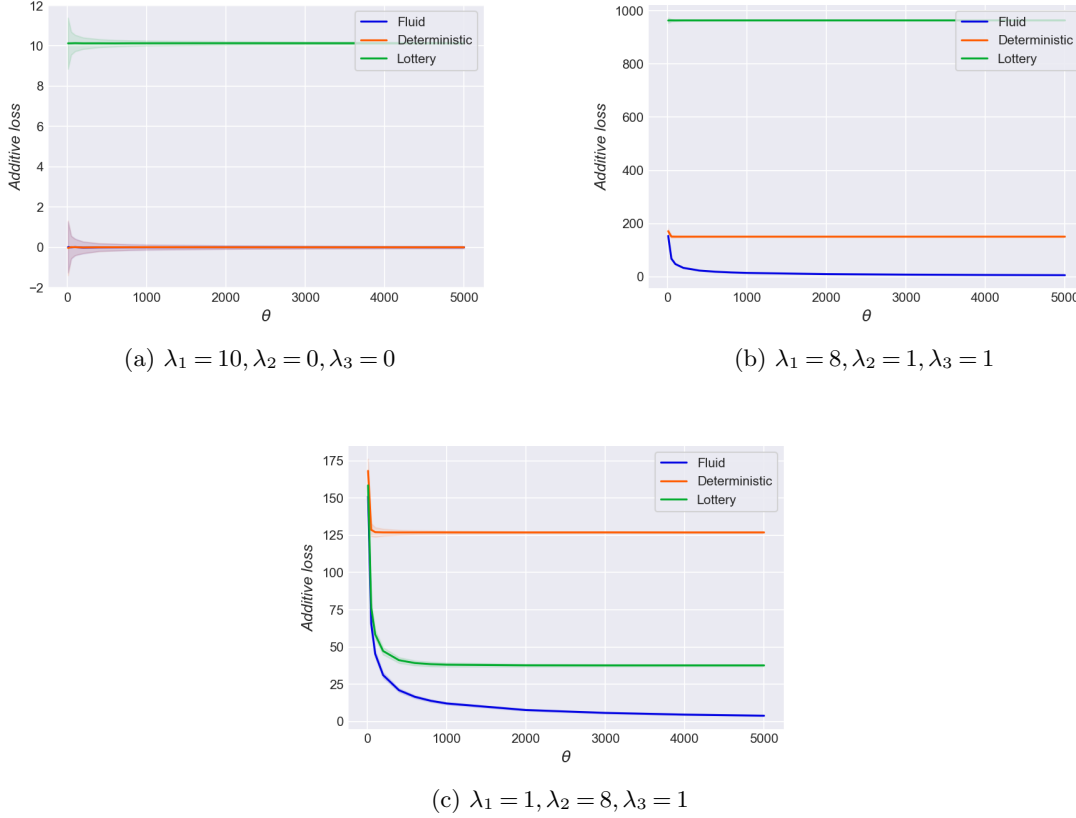 12
10
8
6
4
2
0
−2
Additive loss
0 1000 2000 3000 4000 5000
θ
Fluid
Deterministic
Lottery
(a) λ₁ = 10, λ₂ = 0, λ₃ = 0
1000
800
600
400
200
0
Additive loss
0 1000 2000 3000 4000 5000
θ
Fluid
Deterministic
Lottery
(b) λ₁ = 8, λ₂ = 1, λ₃ = 1
175
150
125
100
75
50
25
0
Additive loss
0 1000 2000 3000 4000 5000
θ
Fluid
Deterministic
Lottery
(c) λ₁ = 1, λ₂ = 8, λ₃ = 1